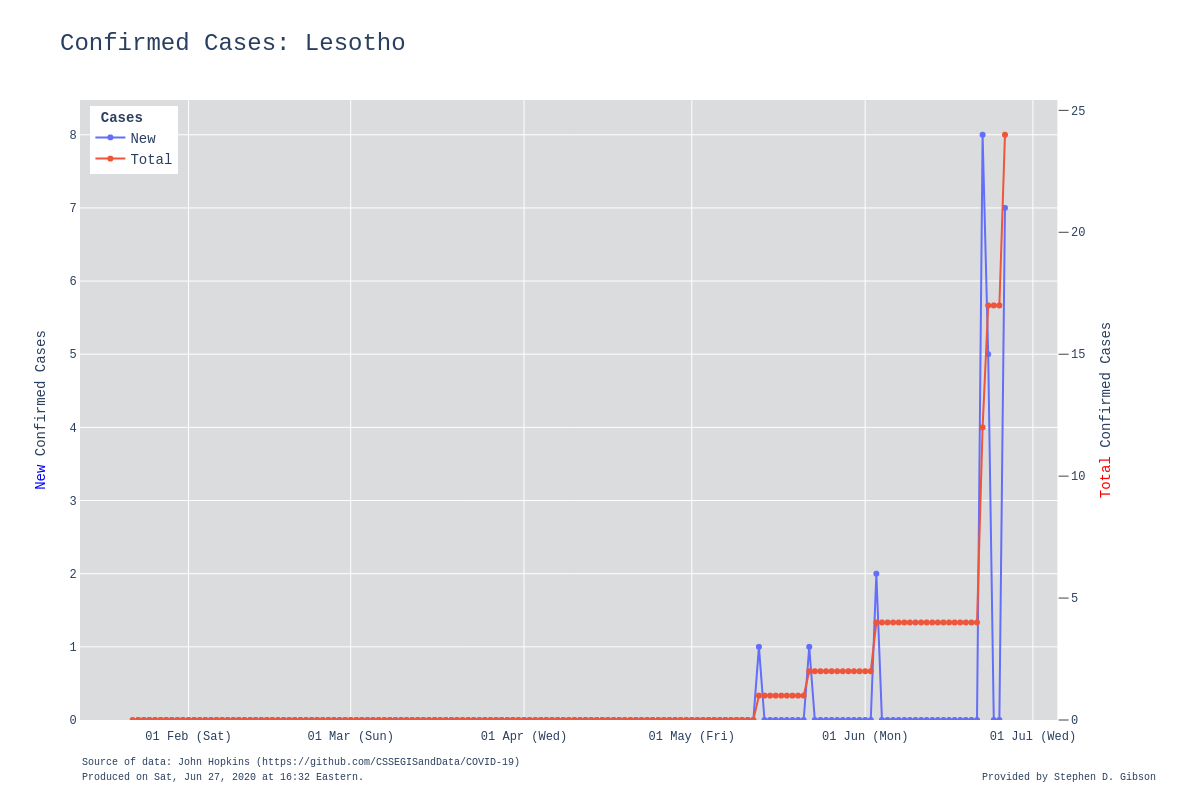 Confirmed Cases: Lesotho
Cases
New
Total
8
7
6
5
4
3
2
1
0
25
20
15
10
5
0
New Confirmed Cases
Total Confirmed Cases
01 Feb (Sat) 01 Mar (Sun) 01 Apr (Wed) 01 May (Fri) 01 Jun (Mon) 01 Jul (Wed)
Source of data: John Hopkins (https://github.com/CSSEGISandData/COVID-19)
Produced on Sat, Jun 27, 2020 at 16:32 Eastern.
Provided by Stephen D. Gibson